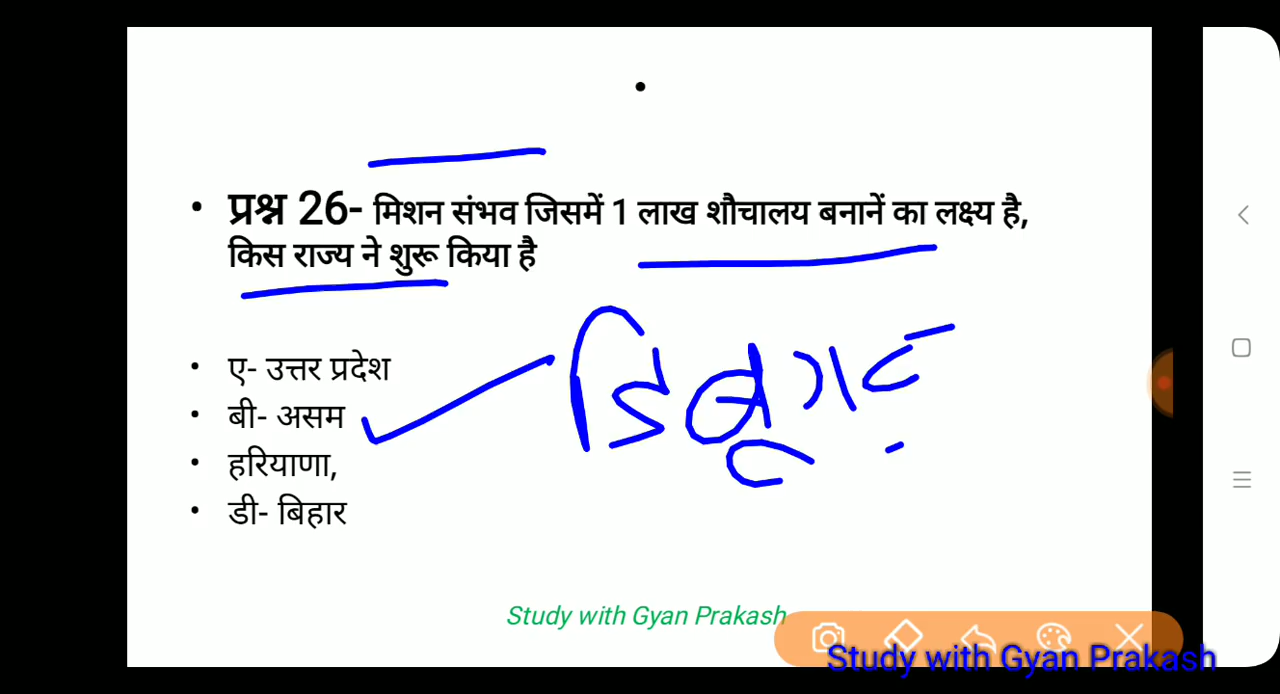 • प्रश्न 26- मिशन संभव जिसमें 1 लाख शौचालय बनानें का लक्ष्य है,
किस राज्य ने शुरू किया है
• ए- उत्तर प्रदेश
• बी- असम
• हरियाणा,
• डी- बिहार
Study with Gyan Prakash
Study with Gyan Prakash